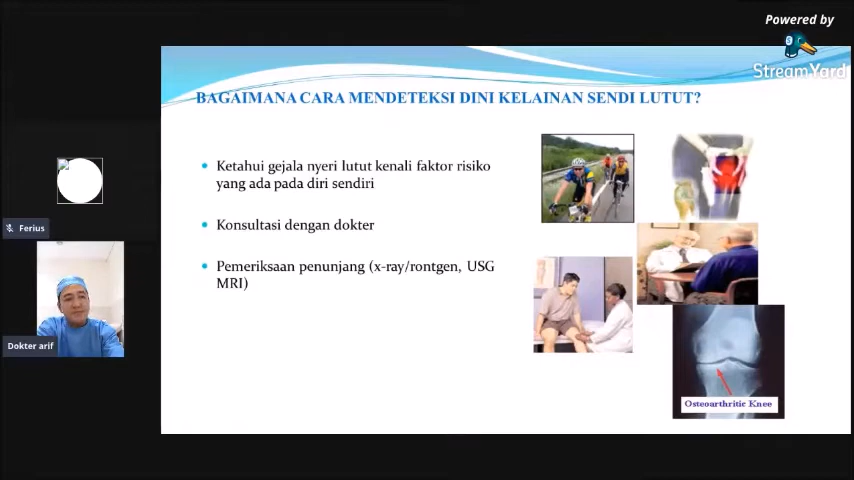 Powered by
StreamYard
BAGAIMANA CARA MENDETEKSI DINI KELAINAN SENDI LUTUT?
Ketahui gejala nyeri lutut kenali faktor risiko
yang ada pada diri sendiri
Konsultasi dengan dokter
Pemeriksaan penunjang (x-ray/rontgen, USG
MRI)
Osteoarthritic Knee
Ferius
Dokter arif